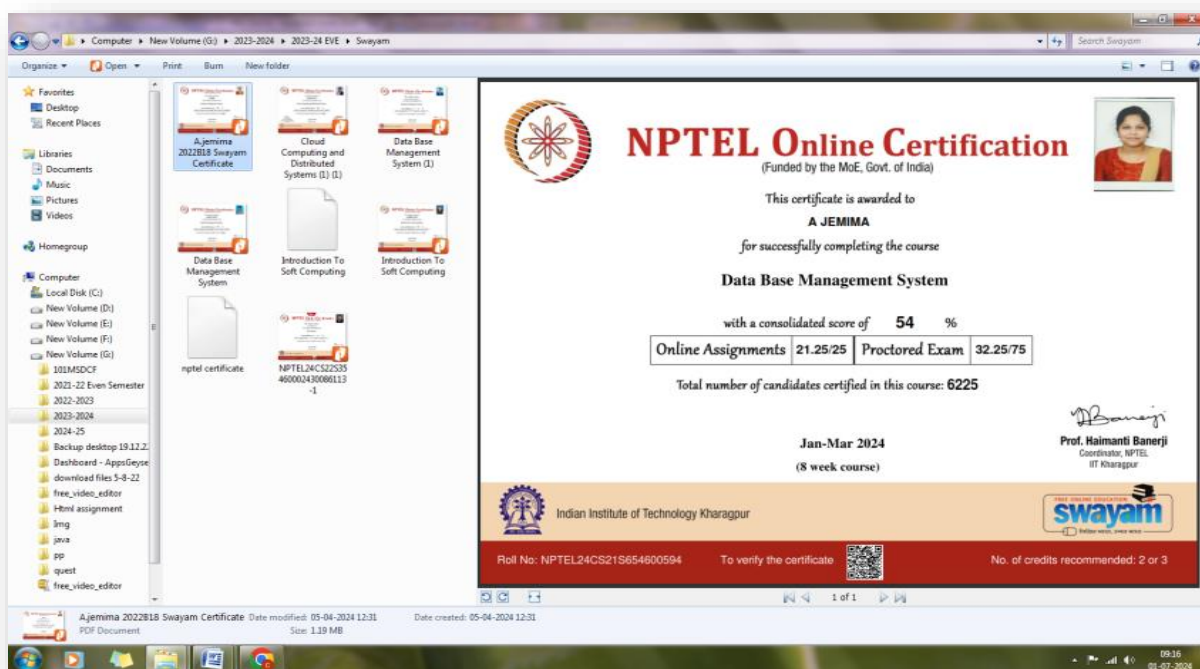 Computer ▸ New Volume (G:) ▸ 2023-2024 ▸ 2023-24 EVE ▸ Swayam
Search Swayam
Organize
Open
Print
Burn
New folder
Favorites
Desktop
Recent Places
Libraries
Documents
Music
Pictures
Videos
Homegroup
Computer
Local Disk (C:)
New Volume (D:)
New Volume (E:)
New Volume (F:)
New Volume (G:)
101MSDCF
2021-22 Even Semester
2022-2023
2023-2024
2024-25
Backup desktop 19.12.2
Dashboard - AppsGeyse
download files 5-8-22
free_video_editor
Html assignment
Img
java
pp
quest
free_video_editor
A.jemima
2022B18 Swayam
Certificate
Cloud
Computing and
Distributed
Systems (1) (1)
Data Base
Management
System (1)
Data Base
Management
System
Introduction To
Soft Computing
Introduction To
Soft Computing
nptel certificate
NPTEL24CS22S35
460002430086113
-1
NPTEL Online Certification
(Funded by the MoE, Govt. of India)
This certificate is awarded to
A JEMIMA
for successfully completing the course
Data Base Management System
with a consolidated score of 54 %
Online Assignments 21.25/25 Proctored Exam 32.25/75
Total number of candidates certified in this course: 6225
Jan-Mar 2024
(8 week course)
Prof. Haimanti Banerji
Coordinator, NPTEL
IIT Kharagpur
Indian Institute of Technology Kharagpur
FREE ONLINE EDUCATION
swayam
Roll No: NPTEL24CS21S654600594
To verify the certificate
No. of credits recommended: 2 or 3
1 of 1
A.jemima 2022B18 Swayam Certificate Date modified: 05-04-2024 12:31 Date created: 05-04-2024 12:31
PDF Document Size: 1.19 MB
09:16